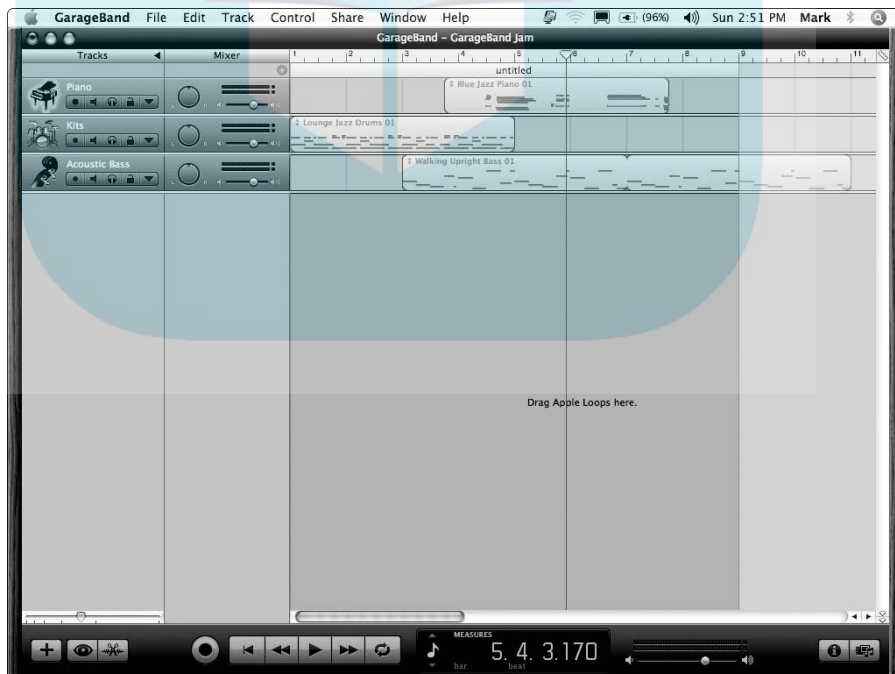 GarageBand File Edit Track Control Share Window Help (96%) Sun 2:51 PM Mark
GarageBand – GarageBand Jam
Tracks Mixer 1 2 3 4 5 6 7 8 9 10 11
untitled
Piano
Blue Jazz Piano 01
Kits
Lounge Jazz Drums 01
Acoustic Bass
Walking Upright Bass 01
Drag Apple Loops here.
MEASURES
5. 4. 3.170
bar beat